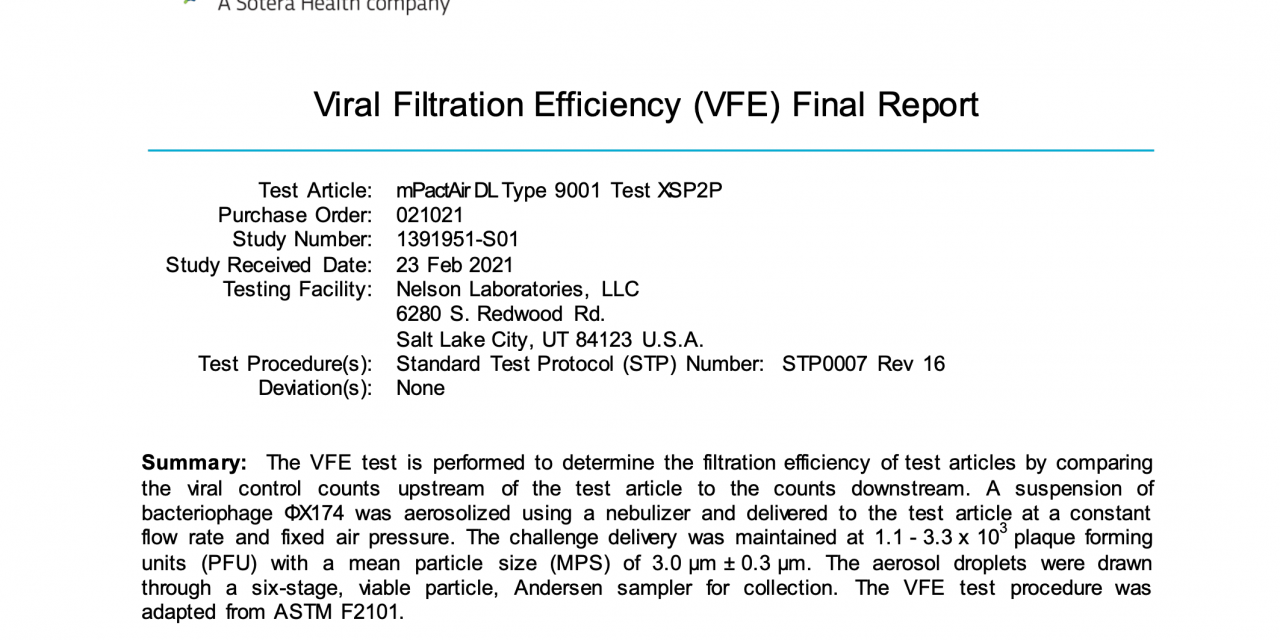 A Sotera Health company
Viral Filtration Efficiency (VFE) Final Report
Test Article: mPactAir DL Type 9001 Test XSP2P
Purchase Order: 021021
Study Number: 1391951-S01
Study Received Date: 23 Feb 2021
Testing Facility: Nelson Laboratories, LLC
6280 S. Redwood Rd.
Salt Lake City, UT 84123 U.S.A.
Test Procedure(s): Standard Test Protocol (STP) Number: STP0007 Rev 16
Deviation(s): None
Summary: The VFE test is performed to determine the filtration efficiency of test articles by comparing
the viral control counts upstream of the test article to the counts downstream. A suspension of
bacteriophage ΦX174 was aerosolized using a nebulizer and delivered to the test article at a constant
flow rate and fixed air pressure. The challenge delivery was maintained at 1.1 - 3.3 x 10³ plaque forming
units (PFU) with a mean particle size (MPS) of 3.0 µm ± 0.3 µm. The aerosol droplets were drawn
through a six-stage, viable particle, Andersen sampler for collection. The VFE test procedure was
adapted from ASTM F2101.